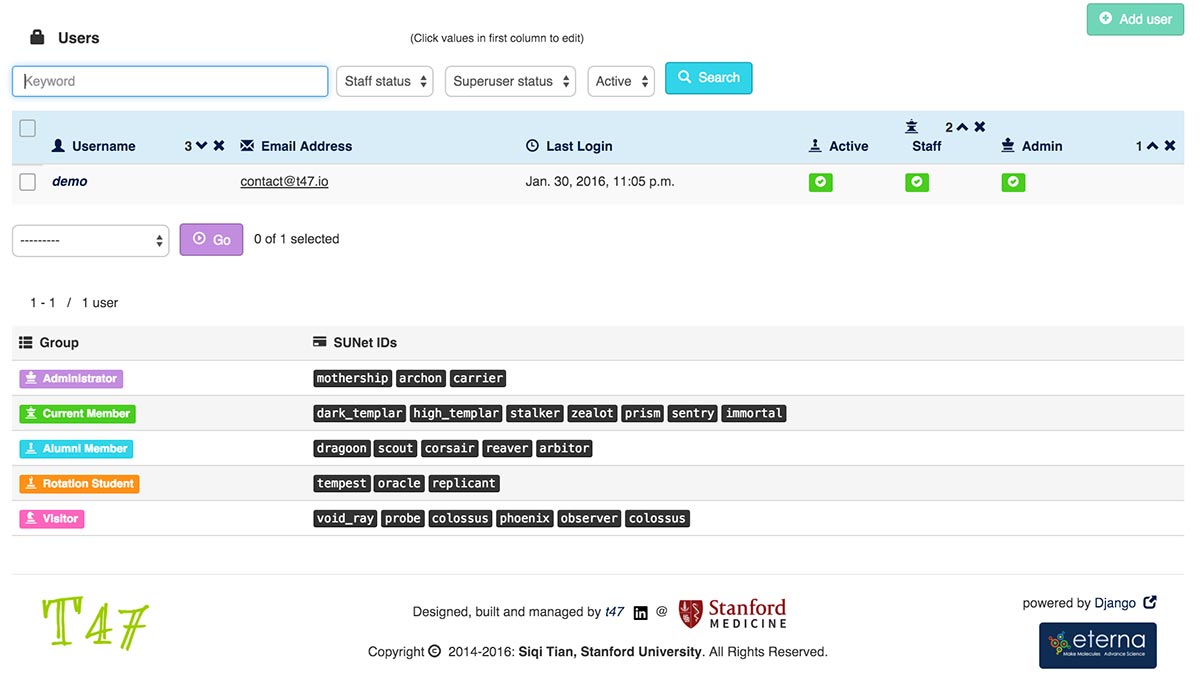 Add user
Users
(Click values in first column to edit)
Keyword
Staff status
Superuser status
Active
Search
Username 3 Email Address Last Login Active Staff 2 Admin 1
demo contact@t47.io Jan. 30, 2016, 11:05 p.m.
---------
Go
0 of 1 selected
1 - 1 / 1 user
Group SUNet IDs
Administrator mothership archon carrier
Current Member dark_templar high_templar stalker zealot prism sentry immortal
Alumni Member dragoon scout corsair reaver arbitor
Rotation Student tempest oracle replicant
Visitor void_ray probe colossus phoenix observer colossus
T47
Designed, built and managed by t47 in @ Stanford
MEDICINE
Copyright © 2014-2016: Siqi Tian, Stanford University. All Rights Reserved.
powered by Django
eterna
Make Molecules Advance Science